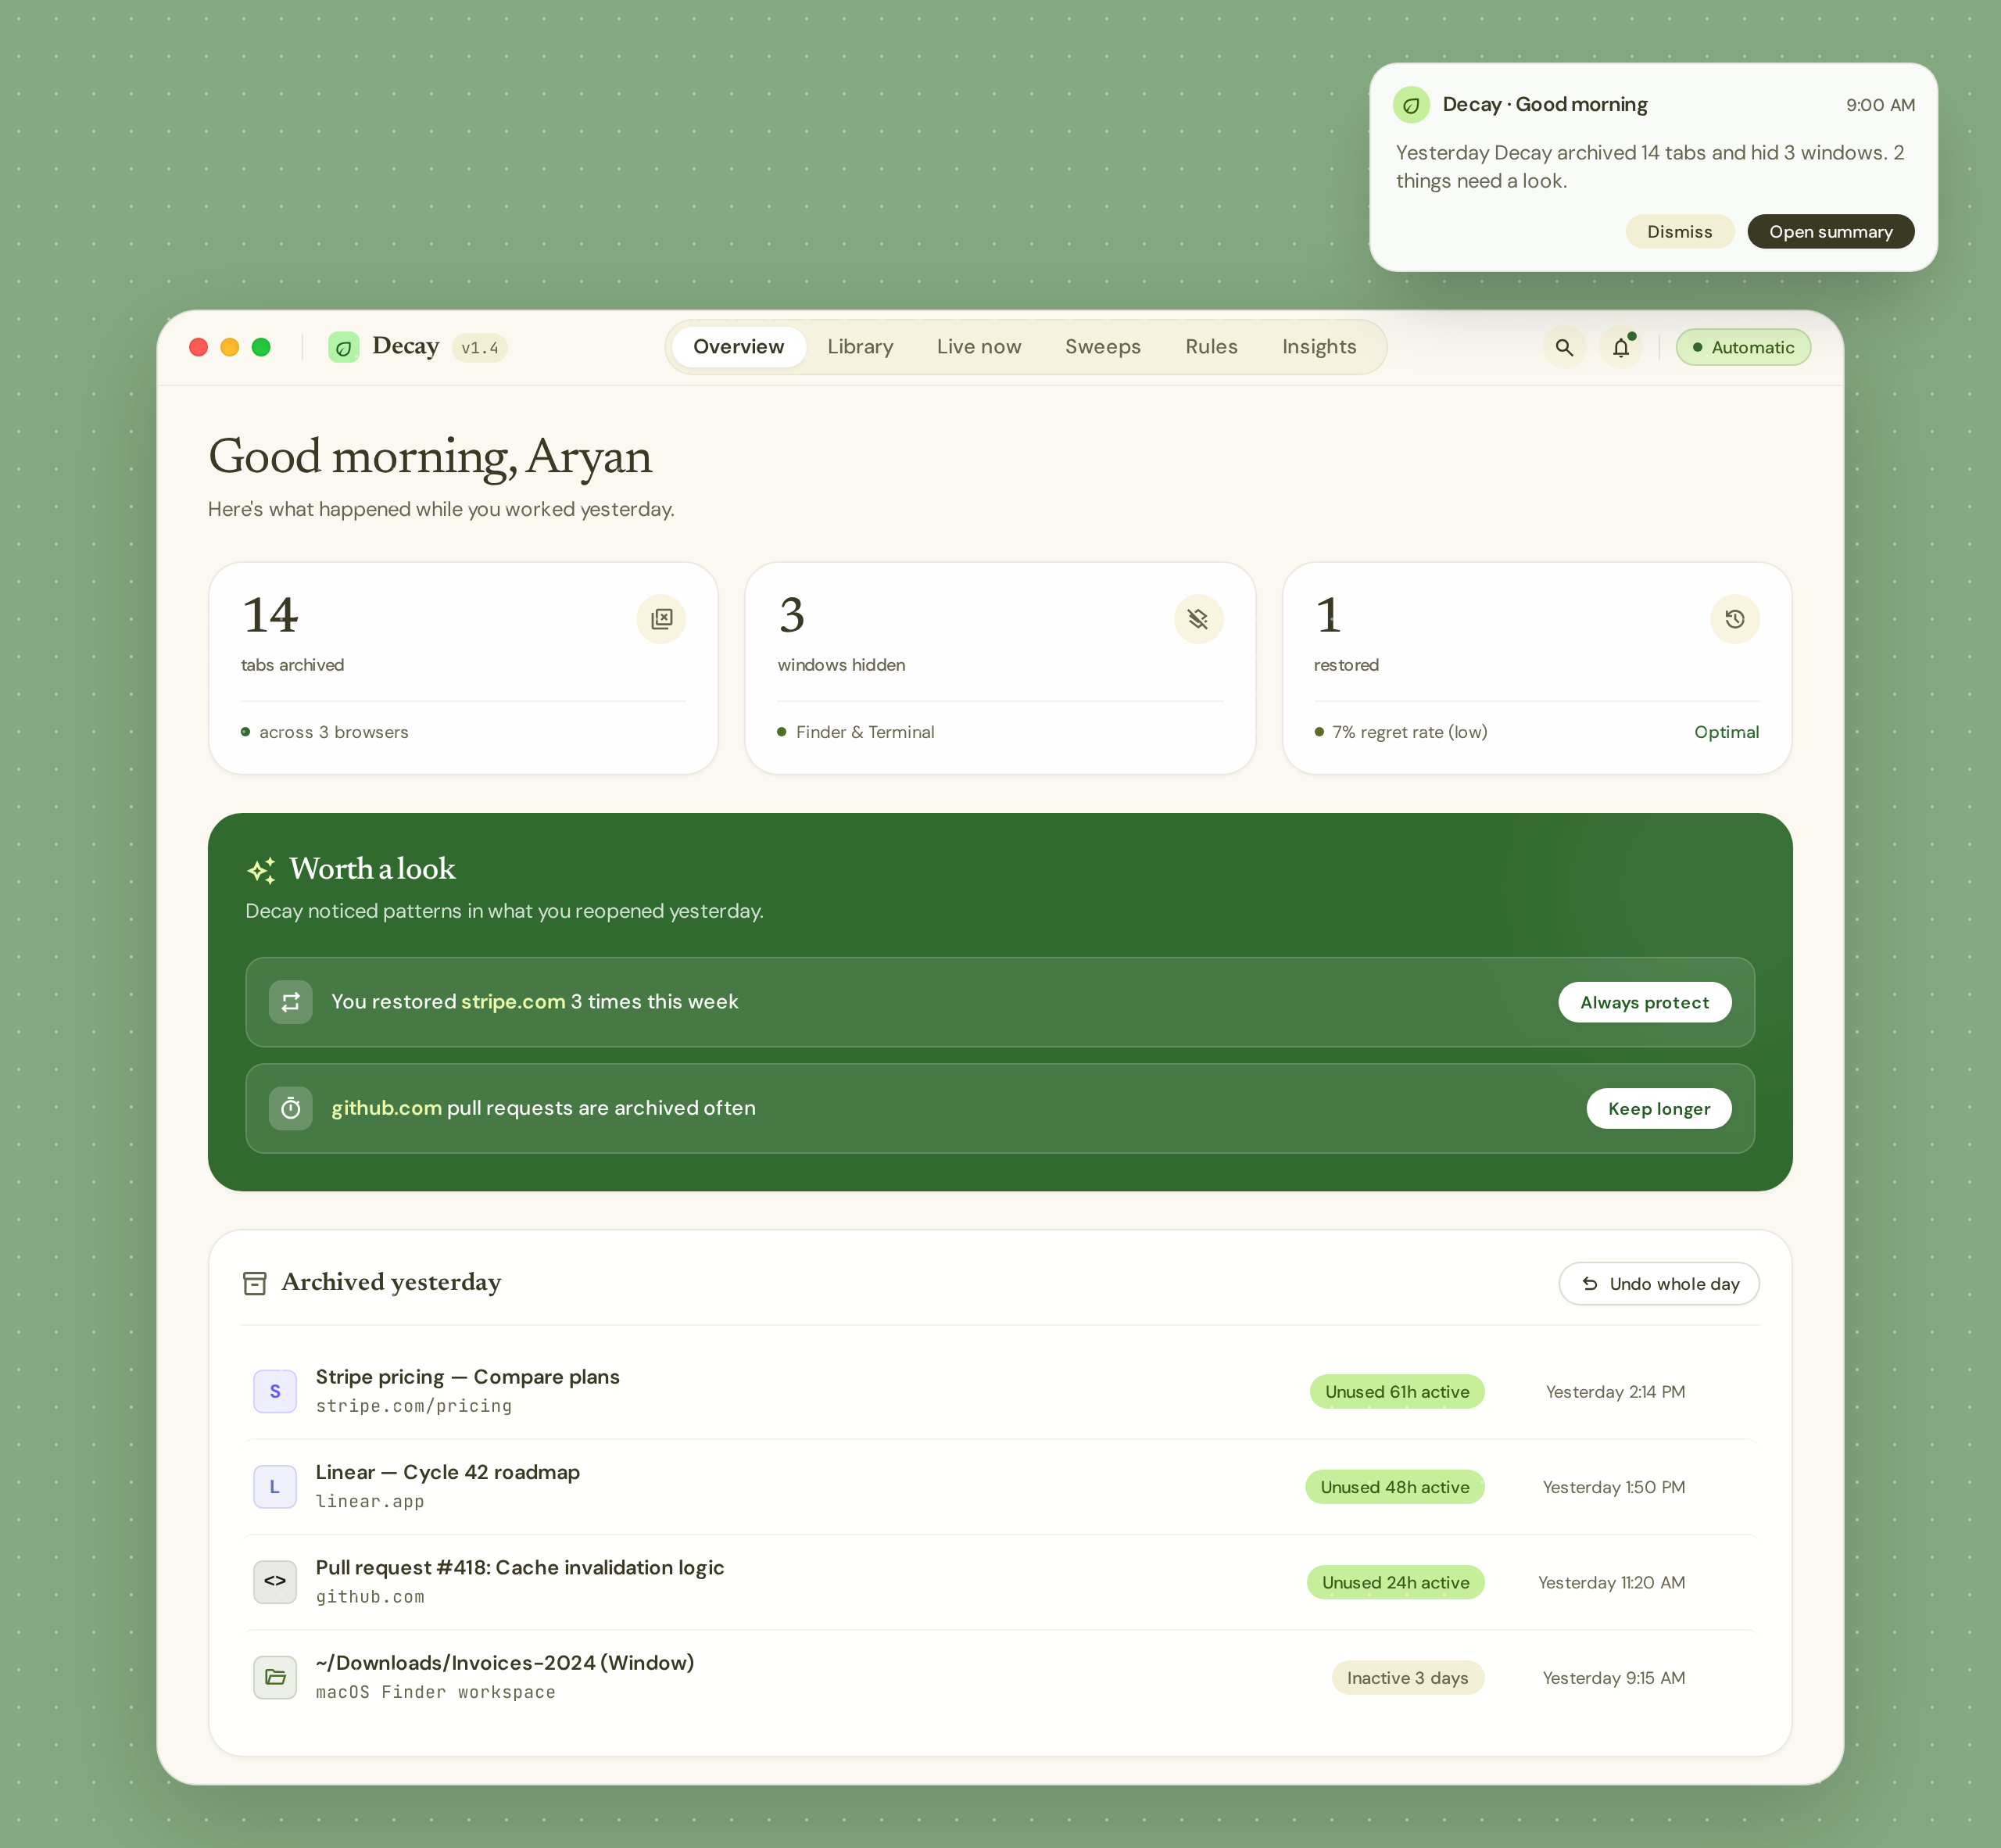 Decay · Good morning 9:00 AM
Yesterday Decay archived 14 tabs and hid 3 windows. 2
things need a look.
Dismiss Open summary
Decay v1.4 Overview Library Live now Sweeps Rules Insights Automatic
Good morning, Aryan
Here's what happened while you worked yesterday.
14
tabs archived
across 3 browsers
3
windows hidden
Finder & Terminal
1
restored
7% regret rate (low) Optimal
Worth a look
Decay noticed patterns in what you reopened yesterday.
You restored stripe.com 3 times this week Always protect
github.com pull requests are archived often Keep longer
Archived yesterday Undo whole day
S Stripe pricing — Compare plans Unused 61h active Yesterday 2:14 PM
stripe.com/pricing
L Linear — Cycle 42 roadmap Unused 48h active Yesterday 1:50 PM
linear.app
<> Pull request #418: Cache invalidation logic Unused 24h active Yesterday 11:20 AM
github.com
~/Downloads/Invoices-2024 (Window) Inactive 3 days Yesterday 9:15 AM
macOS Finder workspace